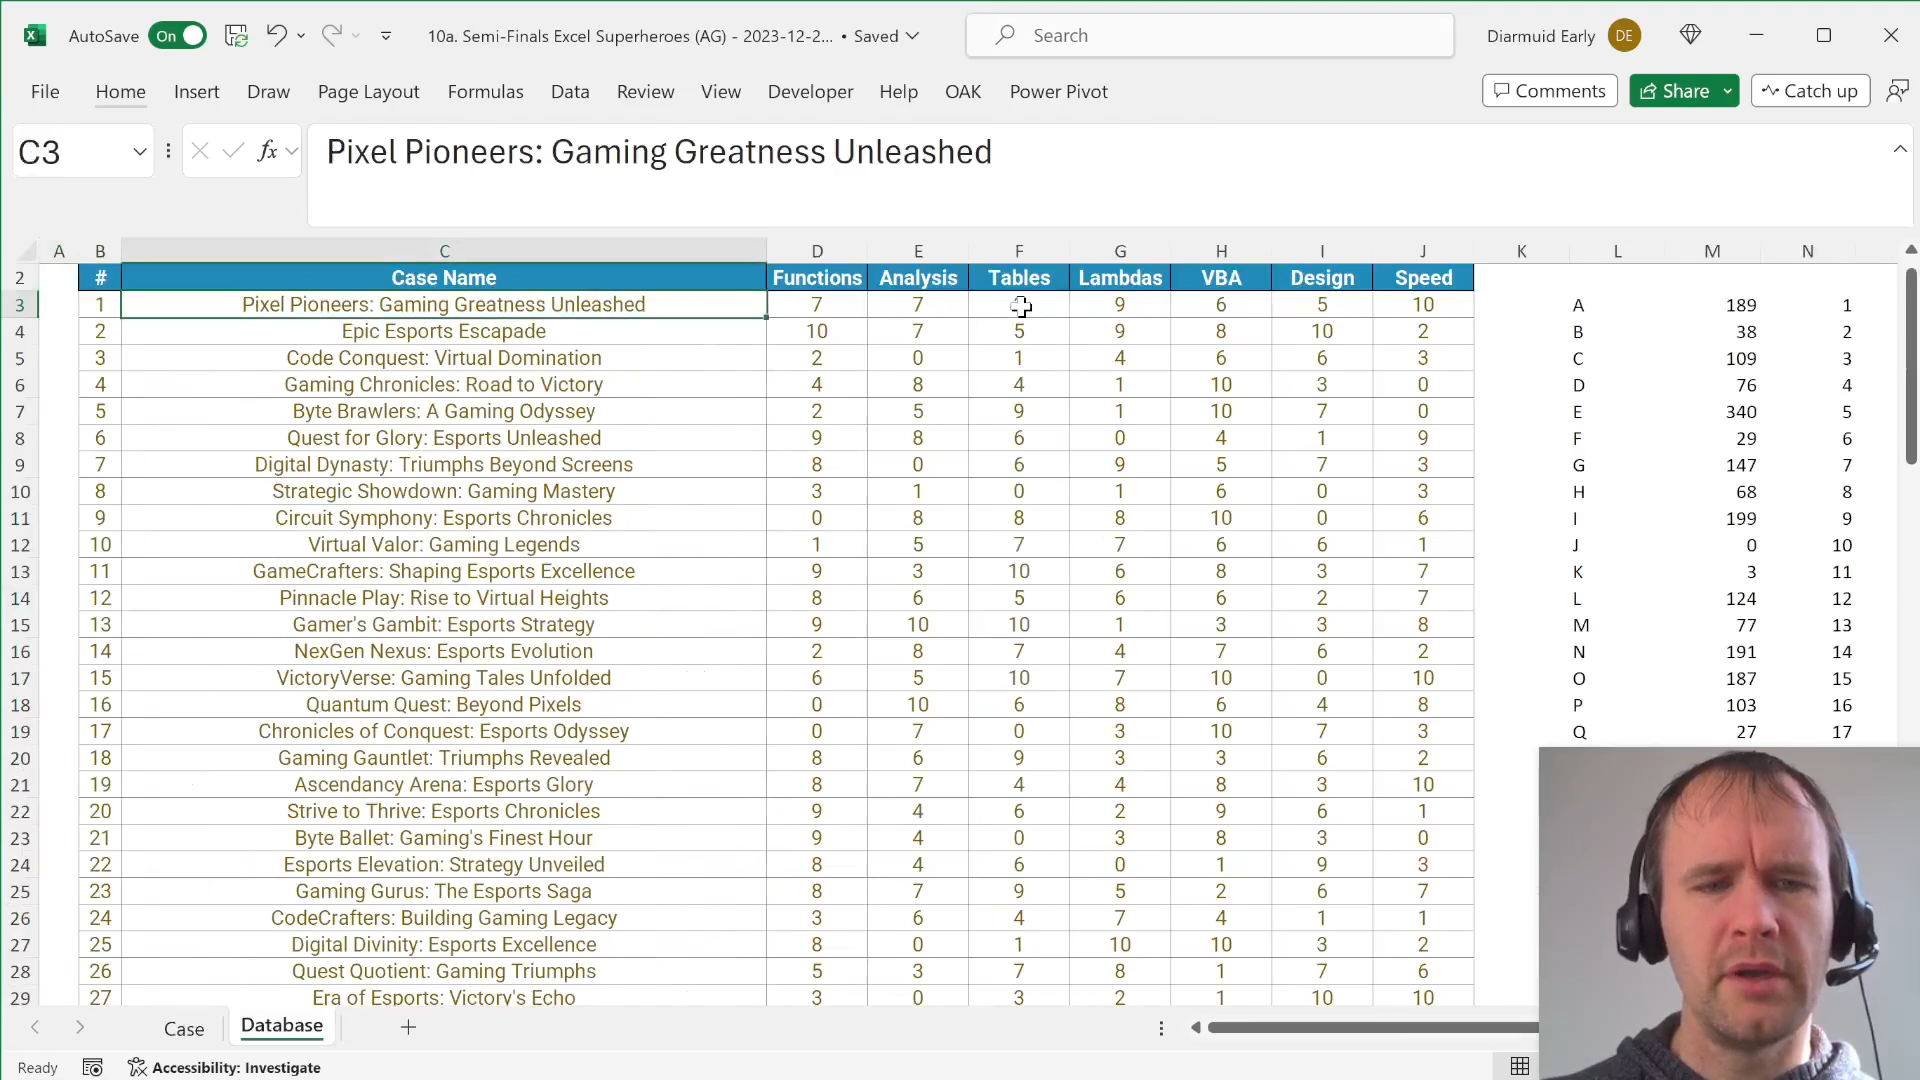 AutoSave On 10a. Semi-Finals Excel Superheroes (AG) - 2023-12-2... • Saved Search Diarmuid Early DE
File Home Insert Draw Page Layout Formulas Data Review View Developer Help OAK Power Pivot Comments Share Catch up
C3 fx Pixel Pioneers: Gaming Greatness Unleashed
A B C D E F G H I J K L M N
2 # Case Name Functions Analysis Tables Lambdas VBA Design Speed
3 1 Pixel Pioneers: Gaming Greatness Unleashed 7 7 9 6 5 10 A 189 1
4 2 Epic Esports Escapade 10 7 5 9 8 10 2 B 38 2
5 3 Code Conquest: Virtual Domination 2 0 1 4 6 6 3 C 109 3
6 4 Gaming Chronicles: Road to Victory 4 8 4 1 10 3 0 D 76 4
7 5 Byte Brawlers: A Gaming Odyssey 2 5 9 1 10 7 0 E 340 5
8 6 Quest for Glory: Esports Unleashed 9 8 6 0 4 1 9 F 29 6
9 7 Digital Dynasty: Triumphs Beyond Screens 8 0 6 9 5 7 3 G 147 7
10 8 Strategic Showdown: Gaming Mastery 3 1 0 1 6 0 3 H 68 8
11 9 Circuit Symphony: Esports Chronicles 0 8 8 8 10 0 6 I 199 9
12 10 Virtual Valor: Gaming Legends 1 5 7 7 6 6 1 J 0 10
13 11 GameCrafters: Shaping Esports Excellence 9 3 10 6 8 3 7 K 3 11
14 12 Pinnacle Play: Rise to Virtual Heights 8 6 5 6 6 2 7 L 124 12
15 13 Gamer's Gambit: Esports Strategy 9 10 10 1 3 3 8 M 77 13
16 14 NexGen Nexus: Esports Evolution 2 8 7 4 7 6 2 N 191 14
17 15 VictoryVerse: Gaming Tales Unfolded 6 5 10 7 10 0 10 O 187 15
18 16 Quantum Quest: Beyond Pixels 0 10 6 8 6 4 8 P 103 16
19 17 Chronicles of Conquest: Esports Odyssey 0 7 0 3 10 7 3 Q 27 17
20 18 Gaming Gauntlet: Triumphs Revealed 8 6 9 3 3 6 2
21 19 Ascendancy Arena: Esports Glory 8 7 4 4 8 3 10
22 20 Strive to Thrive: Esports Chronicles 9 4 6 2 9 6 1
23 21 Byte Ballet: Gaming's Finest Hour 9 4 0 3 8 3 0
24 22 Esports Elevation: Strategy Unveiled 8 4 6 0 1 9 3
25 23 Gaming Gurus: The Esports Saga 8 7 9 5 2 6 7
26 24 CodeCrafters: Building Gaming Legacy 3 6 4 7 4 1 1
27 25 Digital Divinity: Esports Excellence 8 0 1 10 10 3 2
28 26 Quest Quotient: Gaming Triumphs 5 3 7 8 1 7 6
29 27 Era of Esports: Victory's Echo 3 0 3 2 1 10 10
Case Database
Ready Accessibility: Investigate